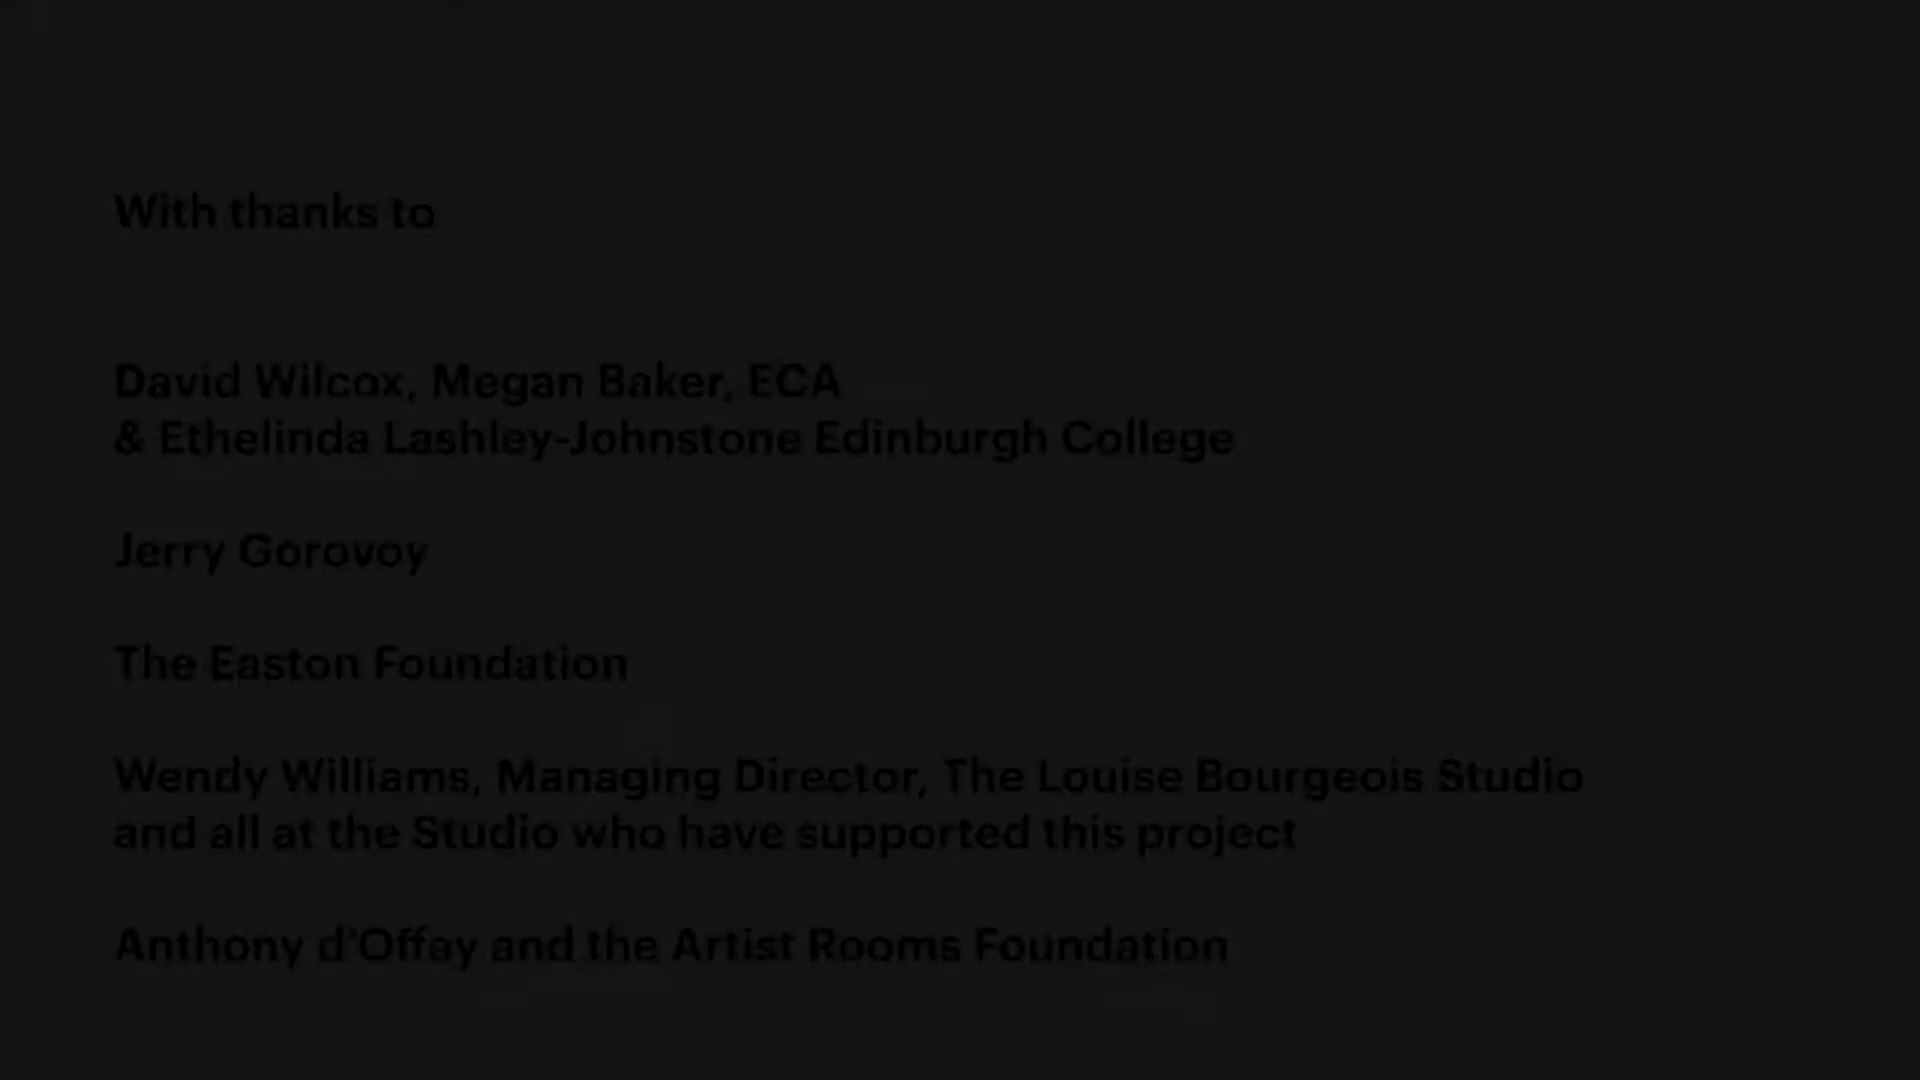 With thanks to
David Wilcox, Megan Baker, ECA
& Ethelinda Lashley-Johnstone Edinburgh College
Jerry Gorovoy
The Easton Foundation
Wendy Williams, Managing Director, The Louise Bourgeois Studio
and all at the Studio who have supported this project
Anthony d'Offay and the Artist Rooms Foundation